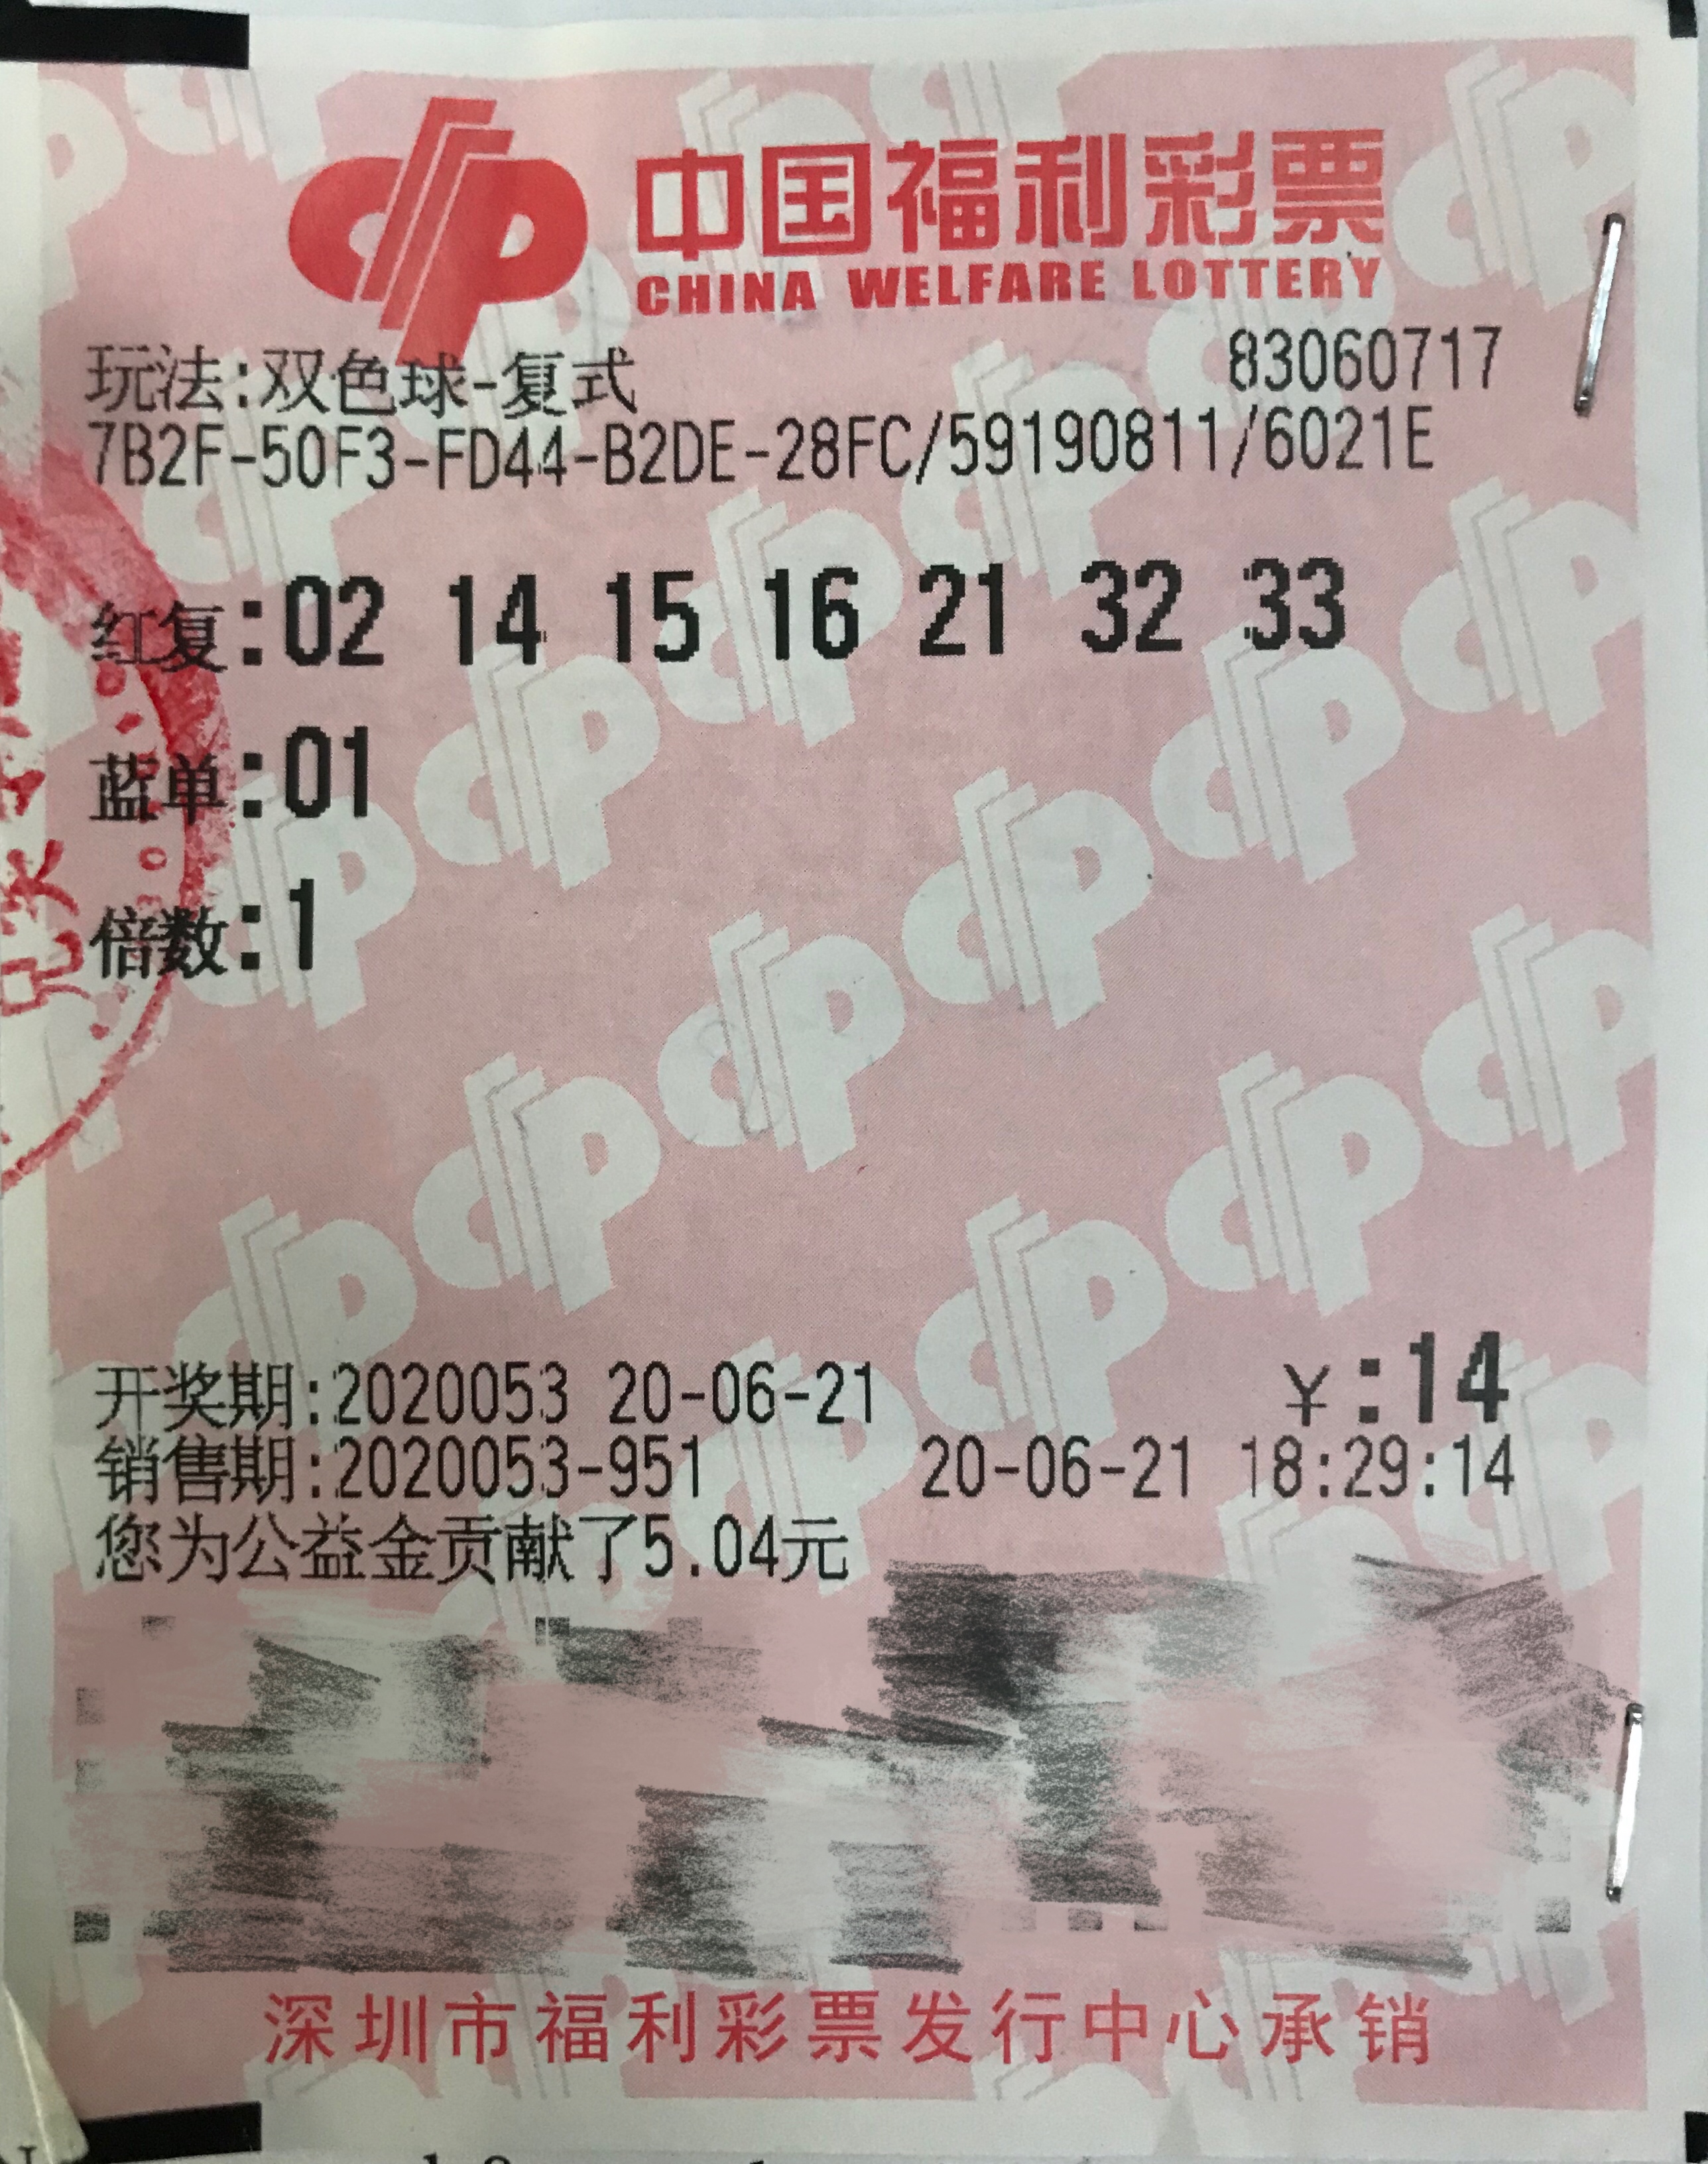 中国福利彩票
CHINA WELFARE LOTTERY
玩法:双色球-复式 83060717
7B2F-50F3-FD44-B2DE-28FC/59190811/6021E
红复:02 14 15 16 21 32 33
蓝单:01
倍数:1
开奖期:2020053 20-06-21 ¥:14
销售期:2020053-951 20-06-21 18:29:14
您为公益金贡献了5.04元
深圳市福利彩票发行中心承销